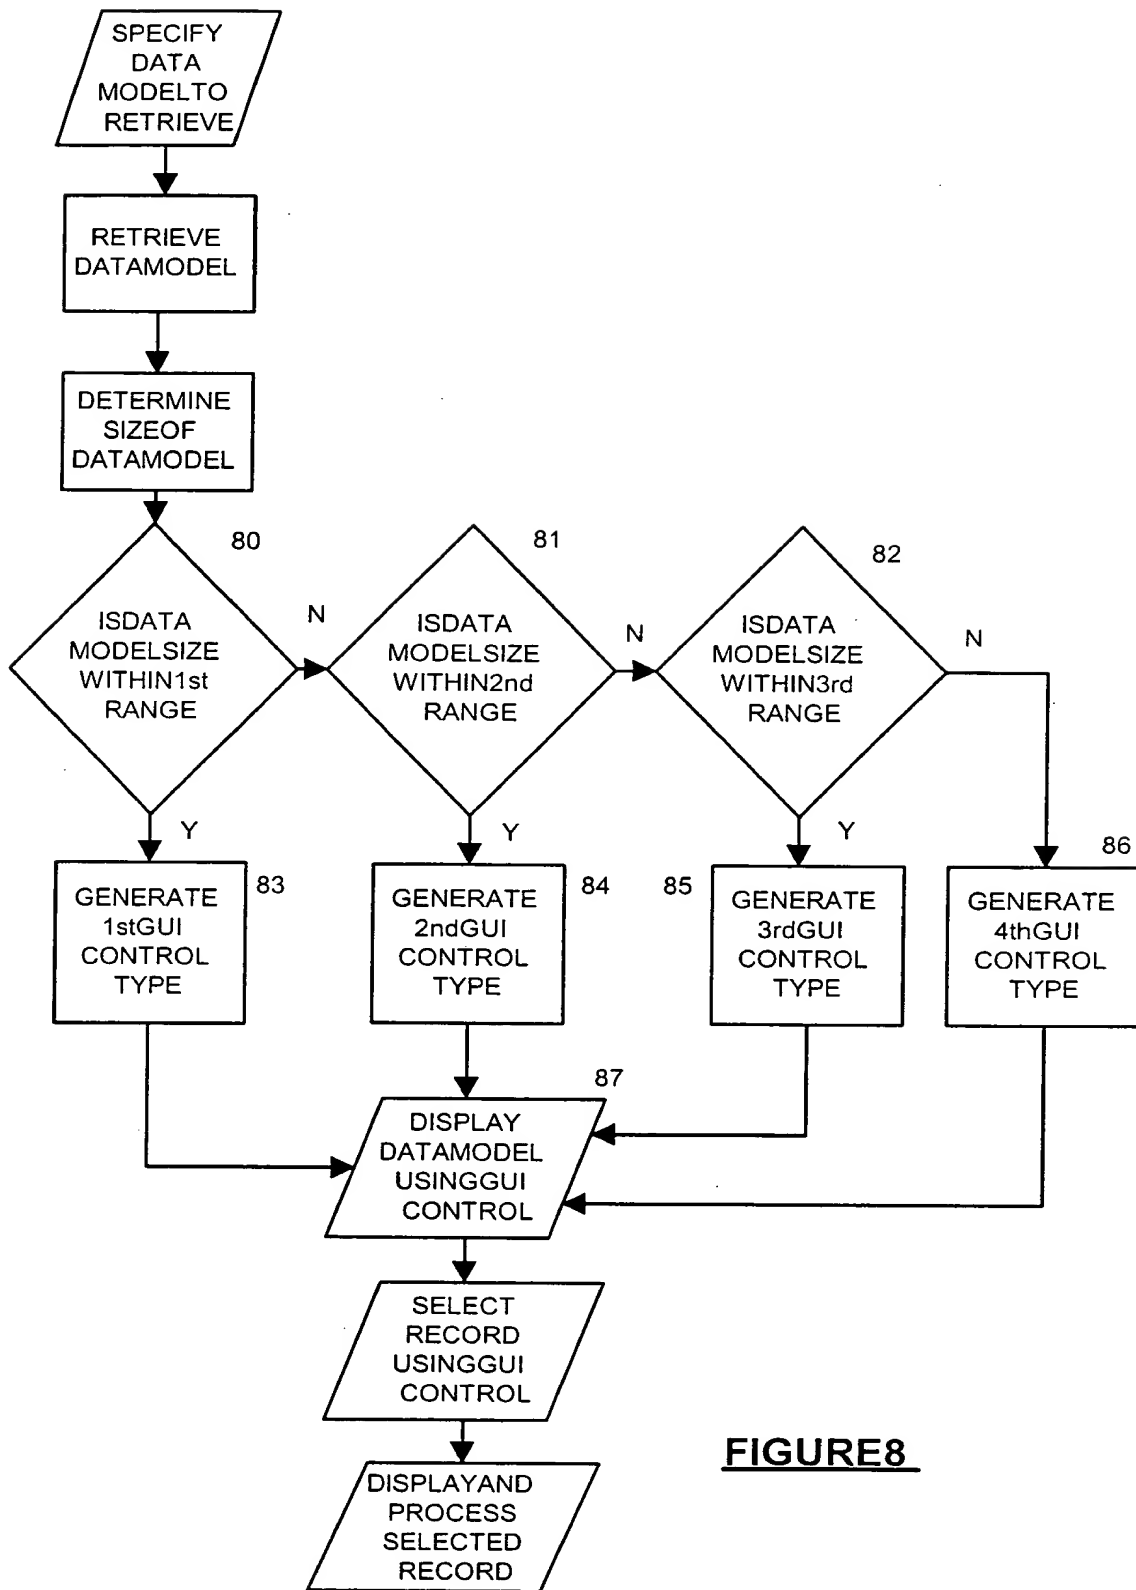 SPECIFY
DATA
MODELTO
RETRIEVE
RETRIEVE
DATAMODEL
DETERMINE
SIZEOF
DATAMODEL
80
ISDATA
MODELSIZE
WITHIN1st
RANGE
N
81
ISDATA
MODELSIZE
WITHIN2nd
RANGE
N
82
ISDATA
MODELSIZE
WITHIN3rd
RANGE
N
Y
Y
Y
83
GENERATE
1stGUI
CONTROL
TYPE
84
GENERATE
2ndGUI
CONTROL
TYPE
85
GENERATE
3rdGUI
CONTROL
TYPE
86
GENERATE
4thGUI
CONTROL
TYPE
87
DISPLAY
DATAMODEL
USINGGUI
CONTROL
SELECT
RECORD
USINGGUI
CONTROL
DISPLAYAND
PROCESS
SELECTED
RECORD
FIGURE8